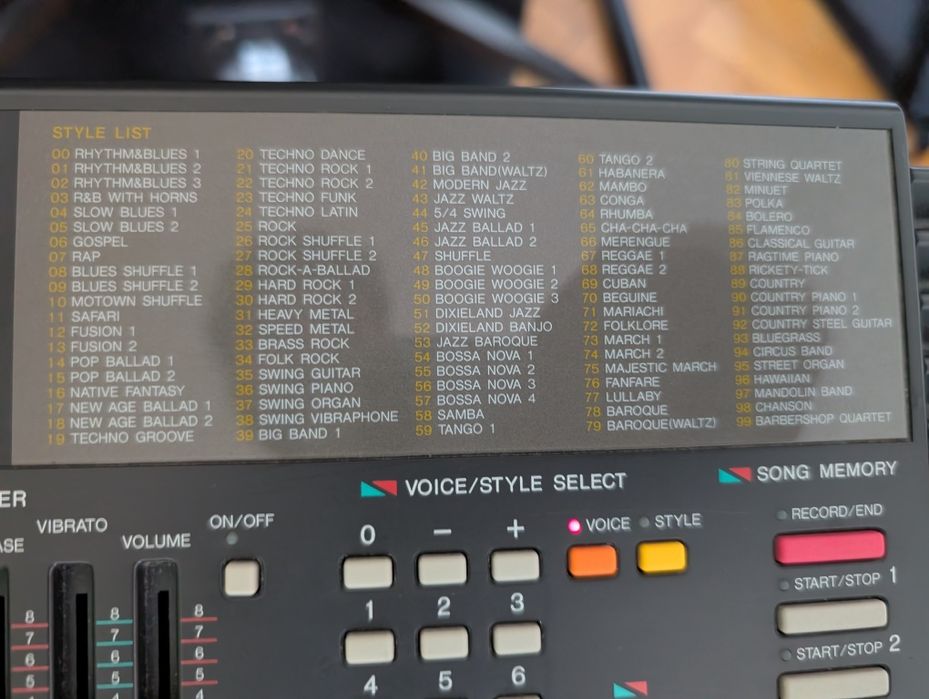 STYLE LIST
00 RHYTHM&BLUES 1
01 RHYTHM&BLUES 2
02 RHYTHM&BLUES 3
03 R&B WITH HORNS
04 SLOW BLUES 1
05 SLOW BLUES 2
06 GOSPEL
07 RAP
08 BLUES SHUFFLE 1
09 BLUES SHUFFLE 2
10 MOTOWN SHUFFLE
11 SAFARI
12 FUSION 1
13 FUSION 2
14 POP BALLAD 1
15 POP BALLAD 2
16 NATIVE FANTASY
17 NEW AGE BALLAD 1
18 NEW AGE BALLAD 2
19 TECHNO GROOVE
20 TECHNO DANCE
21 TECHNO ROCK 1
22 TECHNO ROCK 2
23 TECHNO FUNK
24 TECHNO LATIN
25 ROCK
26 ROCK SHUFFLE 1
27 ROCK SHUFFLE 2
28 ROCK-A-BALLAD
29 HARD ROCK 1
30 HARD ROCK 2
31 HEAVY METAL
32 SPEED METAL
33 BRASS ROCK
34 FOLK ROCK
35 SWING GUITAR
36 SWING PIANO
37 SWING ORGAN
38 SWING VIBRAPHONE
39 BIG BAND 1
40 BIG BAND 2
41 BIG BAND(WALTZ)
42 MODERN JAZZ
43 JAZZ WALTZ
44 5/4 SWING
45 JAZZ BALLAD 1
46 JAZZ BALLAD 2
47 SHUFFLE
48 BOOGIE WOOGIE 1
49 BOOGIE WOOGIE 2
50 BOOGIE WOOGIE 3
51 DIXIELAND JAZZ
52 DIXIELAND BANJO
53 JAZZ BAROQUE
54 BOSSA NOVA 1
55 BOSSA NOVA 2
56 BOSSA NOVA 3
57 BOSSA NOVA 4
58 SAMBA
59 TANGO 1
60 TANGO 2
61 HABANERA
62 MAMBO
63 CONGA
64 RHUMBA
65 CHA-CHA-CHA
66 MERENGUE
67 REGGAE 1
68 REGGAE 2
69 CUBAN
70 BEGUINE
71 MARIACHI
72 FOLKLORE
73 MARCH 1
74 MARCH 2
75 MAJESTIC MARCH
76 FANFARE
77 LULLABY
78 BAROQUE
79 BAROQUE(WALTZ)
80 STRING QUARTET
81 VIENNESE WALTZ
82 MINUET
83 POLKA
84 BOLERO
85 FLAMENCO
86 CLASSICAL GUITAR
87 RAGTIME PIANO
88 RICKETY-TICK
89 COUNTRY
90 COUNTRY PIANO 1
91 COUNTRY PIANO 2
92 COUNTRY STEEL GUITAR
93 BLUEGRASS
94 CIRCUS BAND
95 STREET ORGAN
96 HAWAIIAN
97 MANDOLIN BAND
98 CHANSON
99 BARBERSHOP QUARTET
ER
ASE
VIBRATO
VOLUME
ON/OFF
8
7
6
5
4
8
7
6
5
4
8
7
6
5
4
VOICE/STYLE SELECT
0 − +
VOICE
STYLE
1 2 3
4 5 6
SONG MEMORY
RECORD/END
START/STOP 1
START/STOP 2